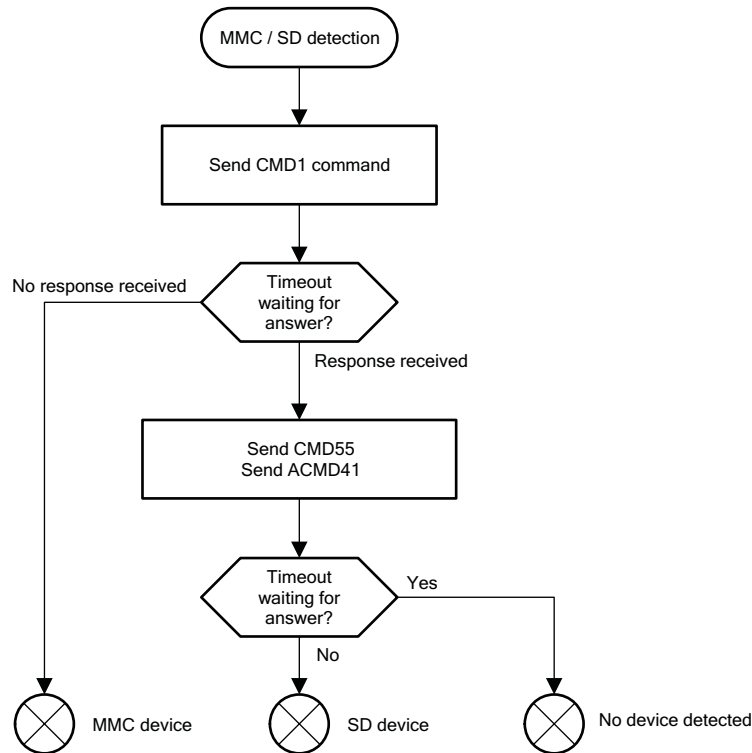 MMC / SD detection
Send CMD1 command
No response received
Timeout
waiting for
answer?
Response received
Send CMD55
Send ACMD41
Timeout
waiting for
answer?
Yes
No
MMC device
SD device
No device detected